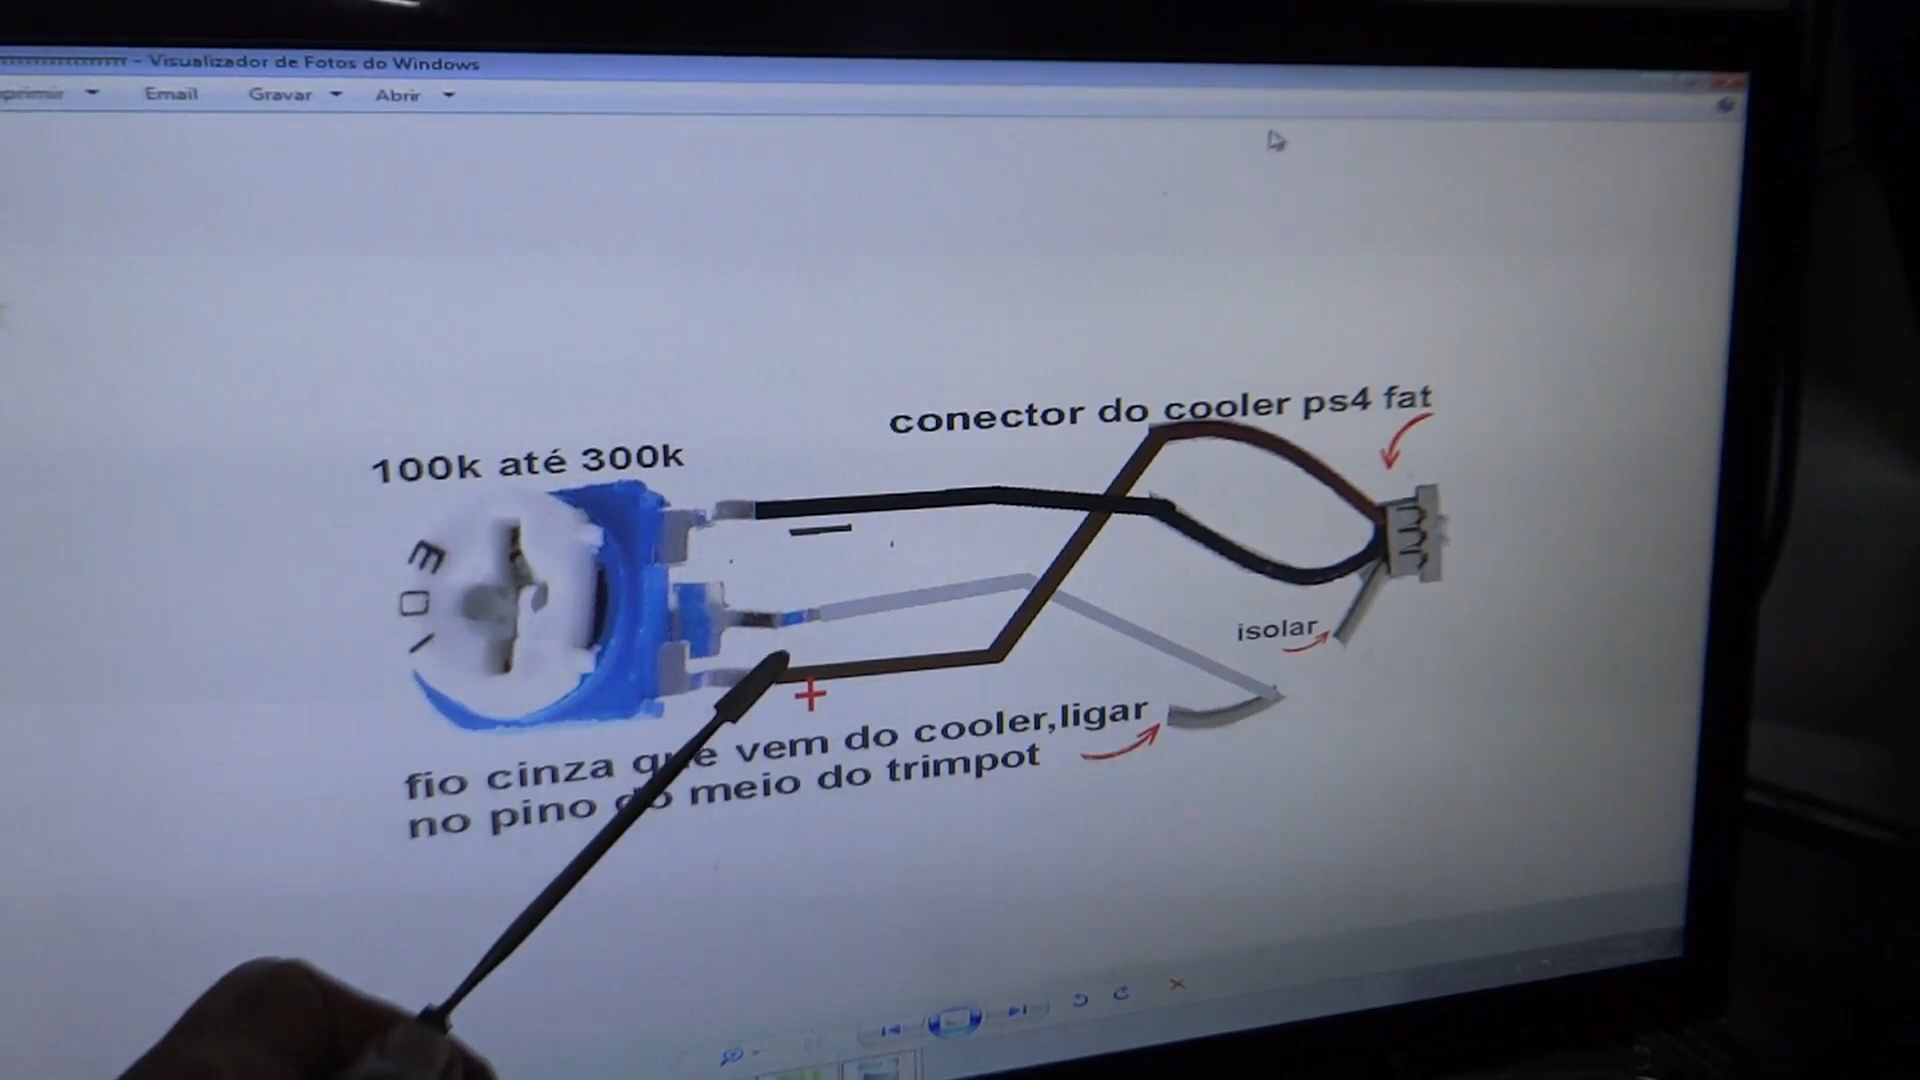 - Visualizador de Fotos do Windows
Email Gravar Abrir
conector do cooler ps4 fat
100k até 300k
isolar
+
fio cinza que vem do cooler,ligar
no pino do meio do trimpot